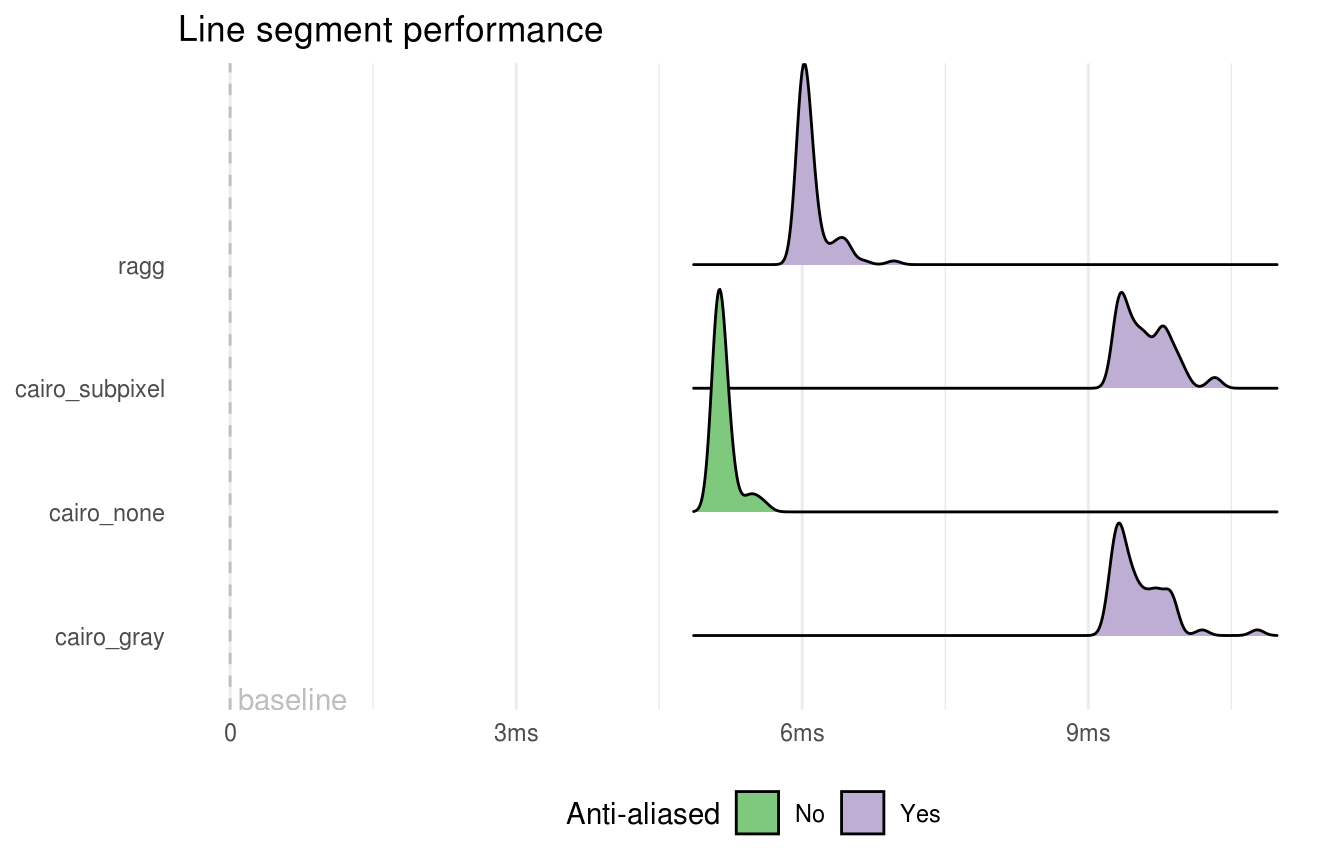 Line segment performance
ragg
cairo_subpixel
cairo_none
cairo_gray
baseline
0 3ms 6ms 9ms
Anti-aliased No Yes